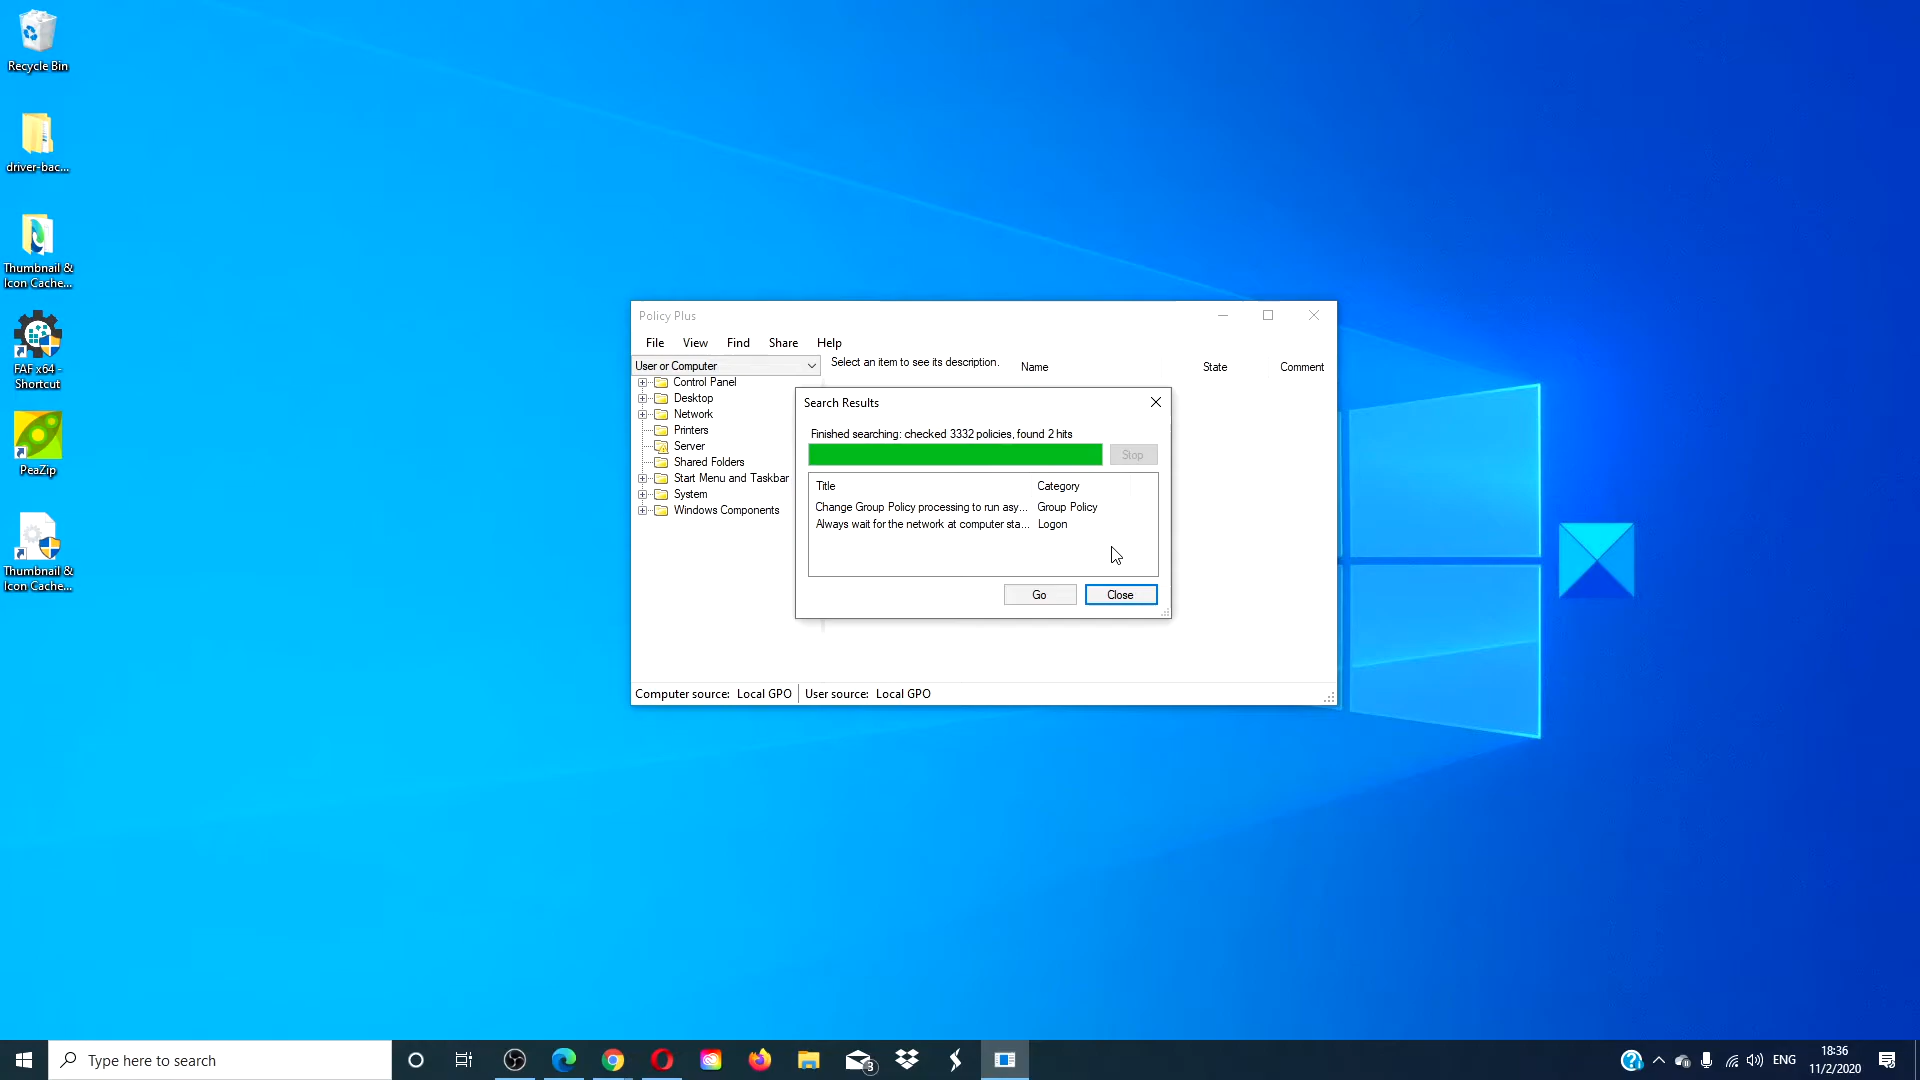 Recycle Bin
driver-bac...
Thumbnail &
Icon Cache...
FAF x64 -
Shortcut
PeaZip
Thumbnail &
Icon Cache...
Policy Plus
File View Find Share Help
User or Computer
Select an item to see its description.
Name State Comment
Control Panel
Desktop
Network
Printers
Server
Shared Folders
Start Menu and Taskbar
System
Windows Components
Search Results
Finished searching: checked 3332 policies, found 2 hits
Stop
Title Category
Change Group Policy processing to run asy... Group Policy
Always wait for the network at computer sta... Logon
Go Close
Computer source: Local GPO User source: Local GPO
Type here to search
3
ENG
18:36
11/2/2020